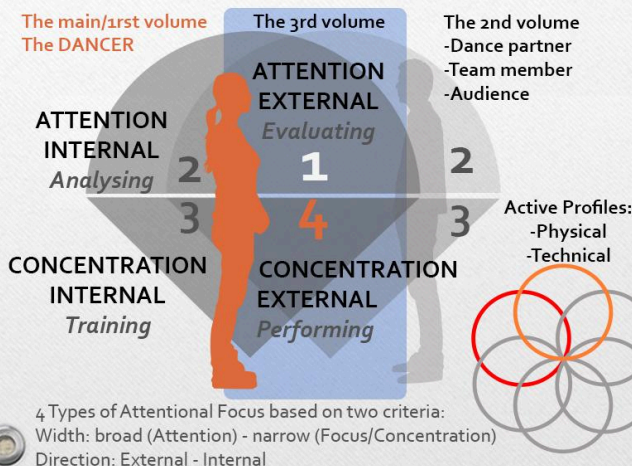 The main/1rst volume
The DANCER
The 3rd volume
The 2nd volume
-Dance partner
-Team member
-Audience
ATTENTION
EXTERNAL
Evaluating
1
ATTENTION
INTERNAL
Analysing
2
2
3
4
3
CONCENTRATION
INTERNAL
Training
CONCENTRATION
EXTERNAL
Performing
Active Profiles:
-Physical
-Technical
4 Types of Attentional Focus based on two criteria:
Width: broad (Attention) - narrow (Focus/Concentration)
Direction: External - Internal